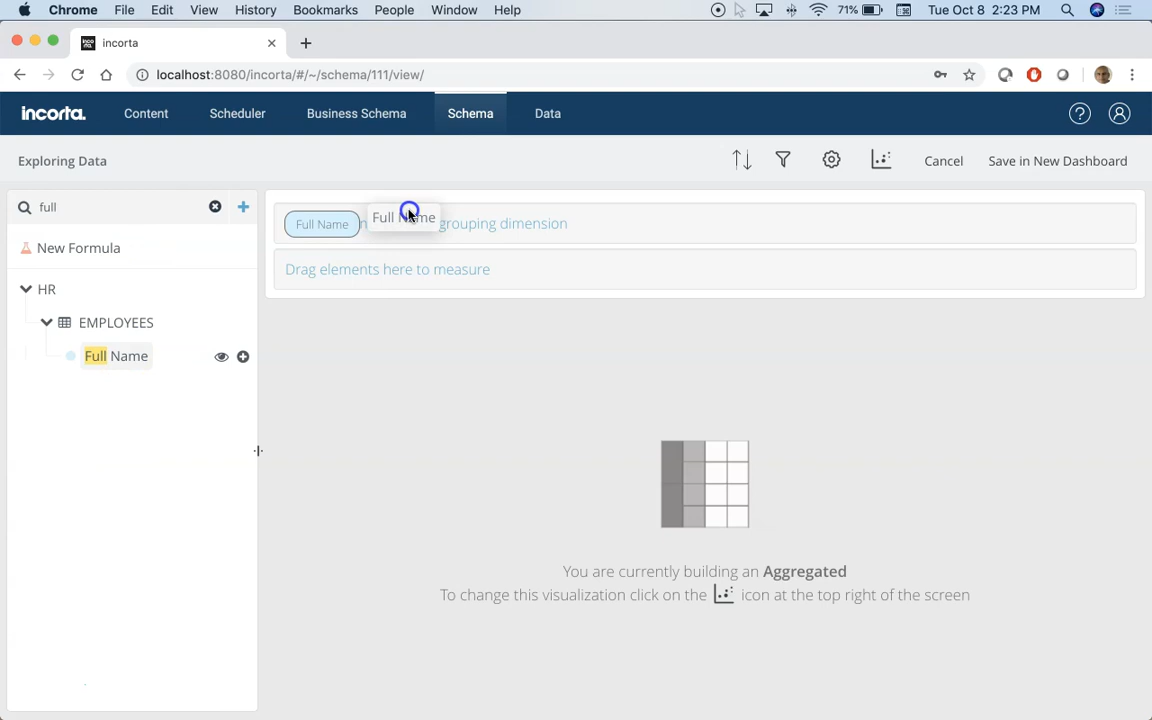 Chrome File Edit View History Bookmarks People Window Help 71% Tue Oct 8 2:23 PM
incorta
localhost:8080/incorta/#/~/schema/111/view/
incorta. Content Scheduler Business Schema Schema Data
Exploring Data Cancel Save in New Dashboard
full
New Formula
HR
EMPLOYEES
Full Name
Full Name Full Name grouping dimension
Drag elements here to measure
You are currently building an Aggregated
To change this visualization click on the icon at the top right of the screen